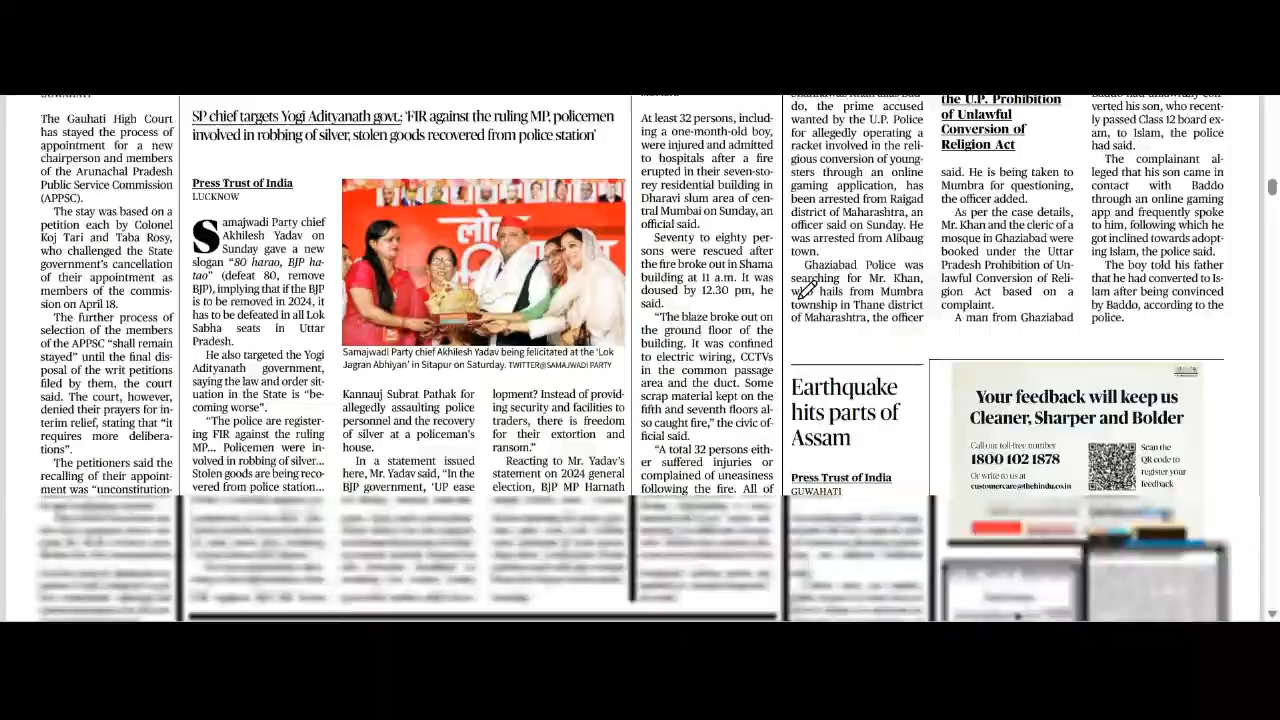 The Gauhati High Court
has stayed the process of
appointment for a new
chairperson and members
of the Arunachal Pradesh
Public Service Commission
(APPSC).
The stay was based on a
petition each by Colonel
Koj Tari and Taba Rosy,
who challenged the State
government's cancellation
of their appointment as
members of the commis-
sion on April 18.
The further process of
selection of the members
of the APPSC "shall remain
stayed" until the final dis-
posal of the writ petitions
filed by them, the court
said. The court, however,
denied their prayers for in-
terim relief, stating that "it
requires more delibera-
tions".
The petitioners said the
recalling of their appoint-
ment was "unconstitution-
SP chief targets Yogi Adityanath govt.: 'FIR against the ruling MP, policemen
involved in robbing of silver, stolen goods recovered from police station'
Press Trust of India
LUCKNOW
Samajwadi Party chief
Akhilesh Yadav on
Sunday gave a new
slogan "80 harao, BJP ha-
tao" (defeat 80, remove
BJP), implying that if the BJP
is to be removed in 2024, it
has to be defeated in all Lok
Sabha seats in Uttar
Pradesh.
He also targeted the Yogi
Adityanath government,
saying the law and order sit-
uation in the State is "be-
coming worse".
"The police are register-
ing FIR against the ruling
MP... Policemen were in-
volved in robbing of silver...
Stolen goods are being reco-
vered from police station...
Samajwadi Party chief Akhilesh Yadav being felicitated at the 'Lok
Jagran Abhiyan' in Sitapur on Saturday. TWITTER@SAMAJWADI PARTY
Kannauj Subrat Pathak for
allegedly assaulting police
personnel and the recovery
of silver at a policeman's
house.
In a statement issued
here, Mr. Yadav said, "In the
BJP government, 'UP ease
lopment? Instead of provid-
ing security and facilities to
traders, there is freedom
for their extortion and
ransom."
Reacting to Mr. Yadav's
statement on 2024 general
election, BJP MP Harnath
At least 32 persons, includ-
ing a one-month-old boy,
were injured and admitted
to hospitals after a fire
erupted in their seven-sto-
rey residential building in
Dharavi slum area of cen-
tral Mumbai on Sunday, an
official said.
Seventy to eighty per-
sons were rescued after
the fire broke out in Shama
building at 11 a.m. It was
doused by 12.30 pm, he
said.
"The blaze broke out on
the ground floor of the
building. It was confined
to electric wiring, CCTVs
in the common passage
area and the duct. Some
scrap material kept on the
fifth and seventh floors al-
so caught fire," the civic of-
ficial said.
"A total 32 persons eith-
er suffered injuries or
complained of uneasiness
following the fire. All of
do, the prime accused
wanted by the U.P. Police
for allegedly operating a
racket involved in the reli-
gious conversion of young-
sters through an online
gaming application, has
been arrested from Raigad
district of Maharashtra, an
officer said on Sunday. He
was arrested from Alibaug
town.
Ghaziabad Police was
searching for Mr. Khan,
who hails from Mumbra
township in Thane district
of Maharashtra, the officer
the U.P. Prohibition
of Unlawful
Conversion of
Religion Act
said. He is being taken to
Mumbra for questioning,
the officer added.
As per the case details,
Mr. Khan and the cleric of a
mosque in Ghaziabad were
booked under the Uttar
Pradesh Prohibition of Un-
lawful Conversion of Reli-
gion Act based on a
complaint.
A man from Ghaziabad
verted his son, who recent-
ly passed Class 12 board ex-
am, to Islam, the police
had said.
The complainant al-
leged that his son came in
contact with Baddo
through an online gaming
app and frequently spoke
to him, following which he
got inclined towards adopt-
ing Islam, the police said.
The boy told his father
that he had converted to Is-
lam after being convinced
by Baddo, according to the
police.
Earthquake
hits parts of
Assam
Press Trust of India
GUWAHATI
Your feedback will keep us
Cleaner, Sharper and Bolder
Call our toll-free number
1800 102 1878
Or write to us at
customercare@thehindu.co.in
Scan the
QR code to
register your
feedback